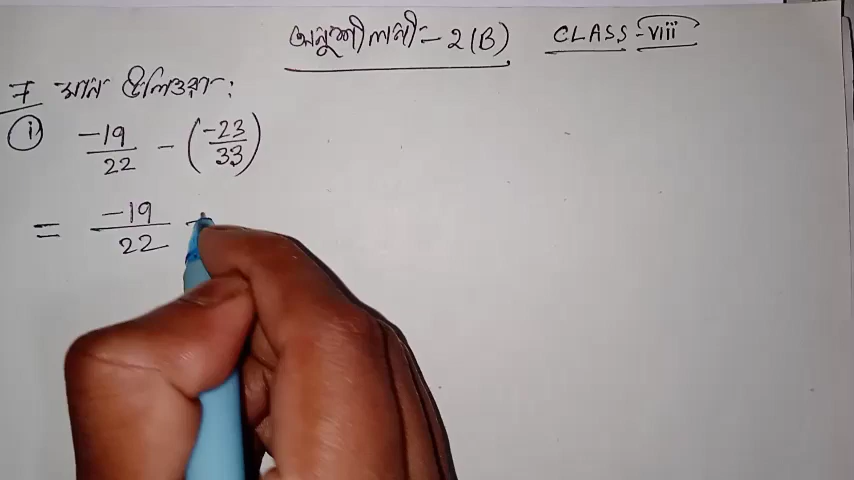 অনুশীলনী - 2(B) CLASS - viii
7 মান উলিওৱা :
(i) -19/22 - (-23/33)
= -19/22 +